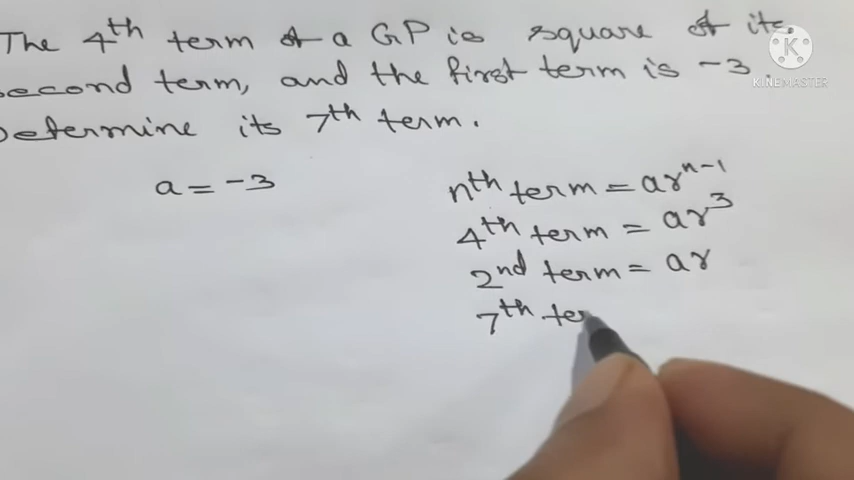 The 4th term of a GP is square of its
second term, and the first term is -3.
Determine its 7th term.
a = -3
nth term = ar^n-1
4th term = ar^3
2nd term = ar
7th ter
KINEMASTER